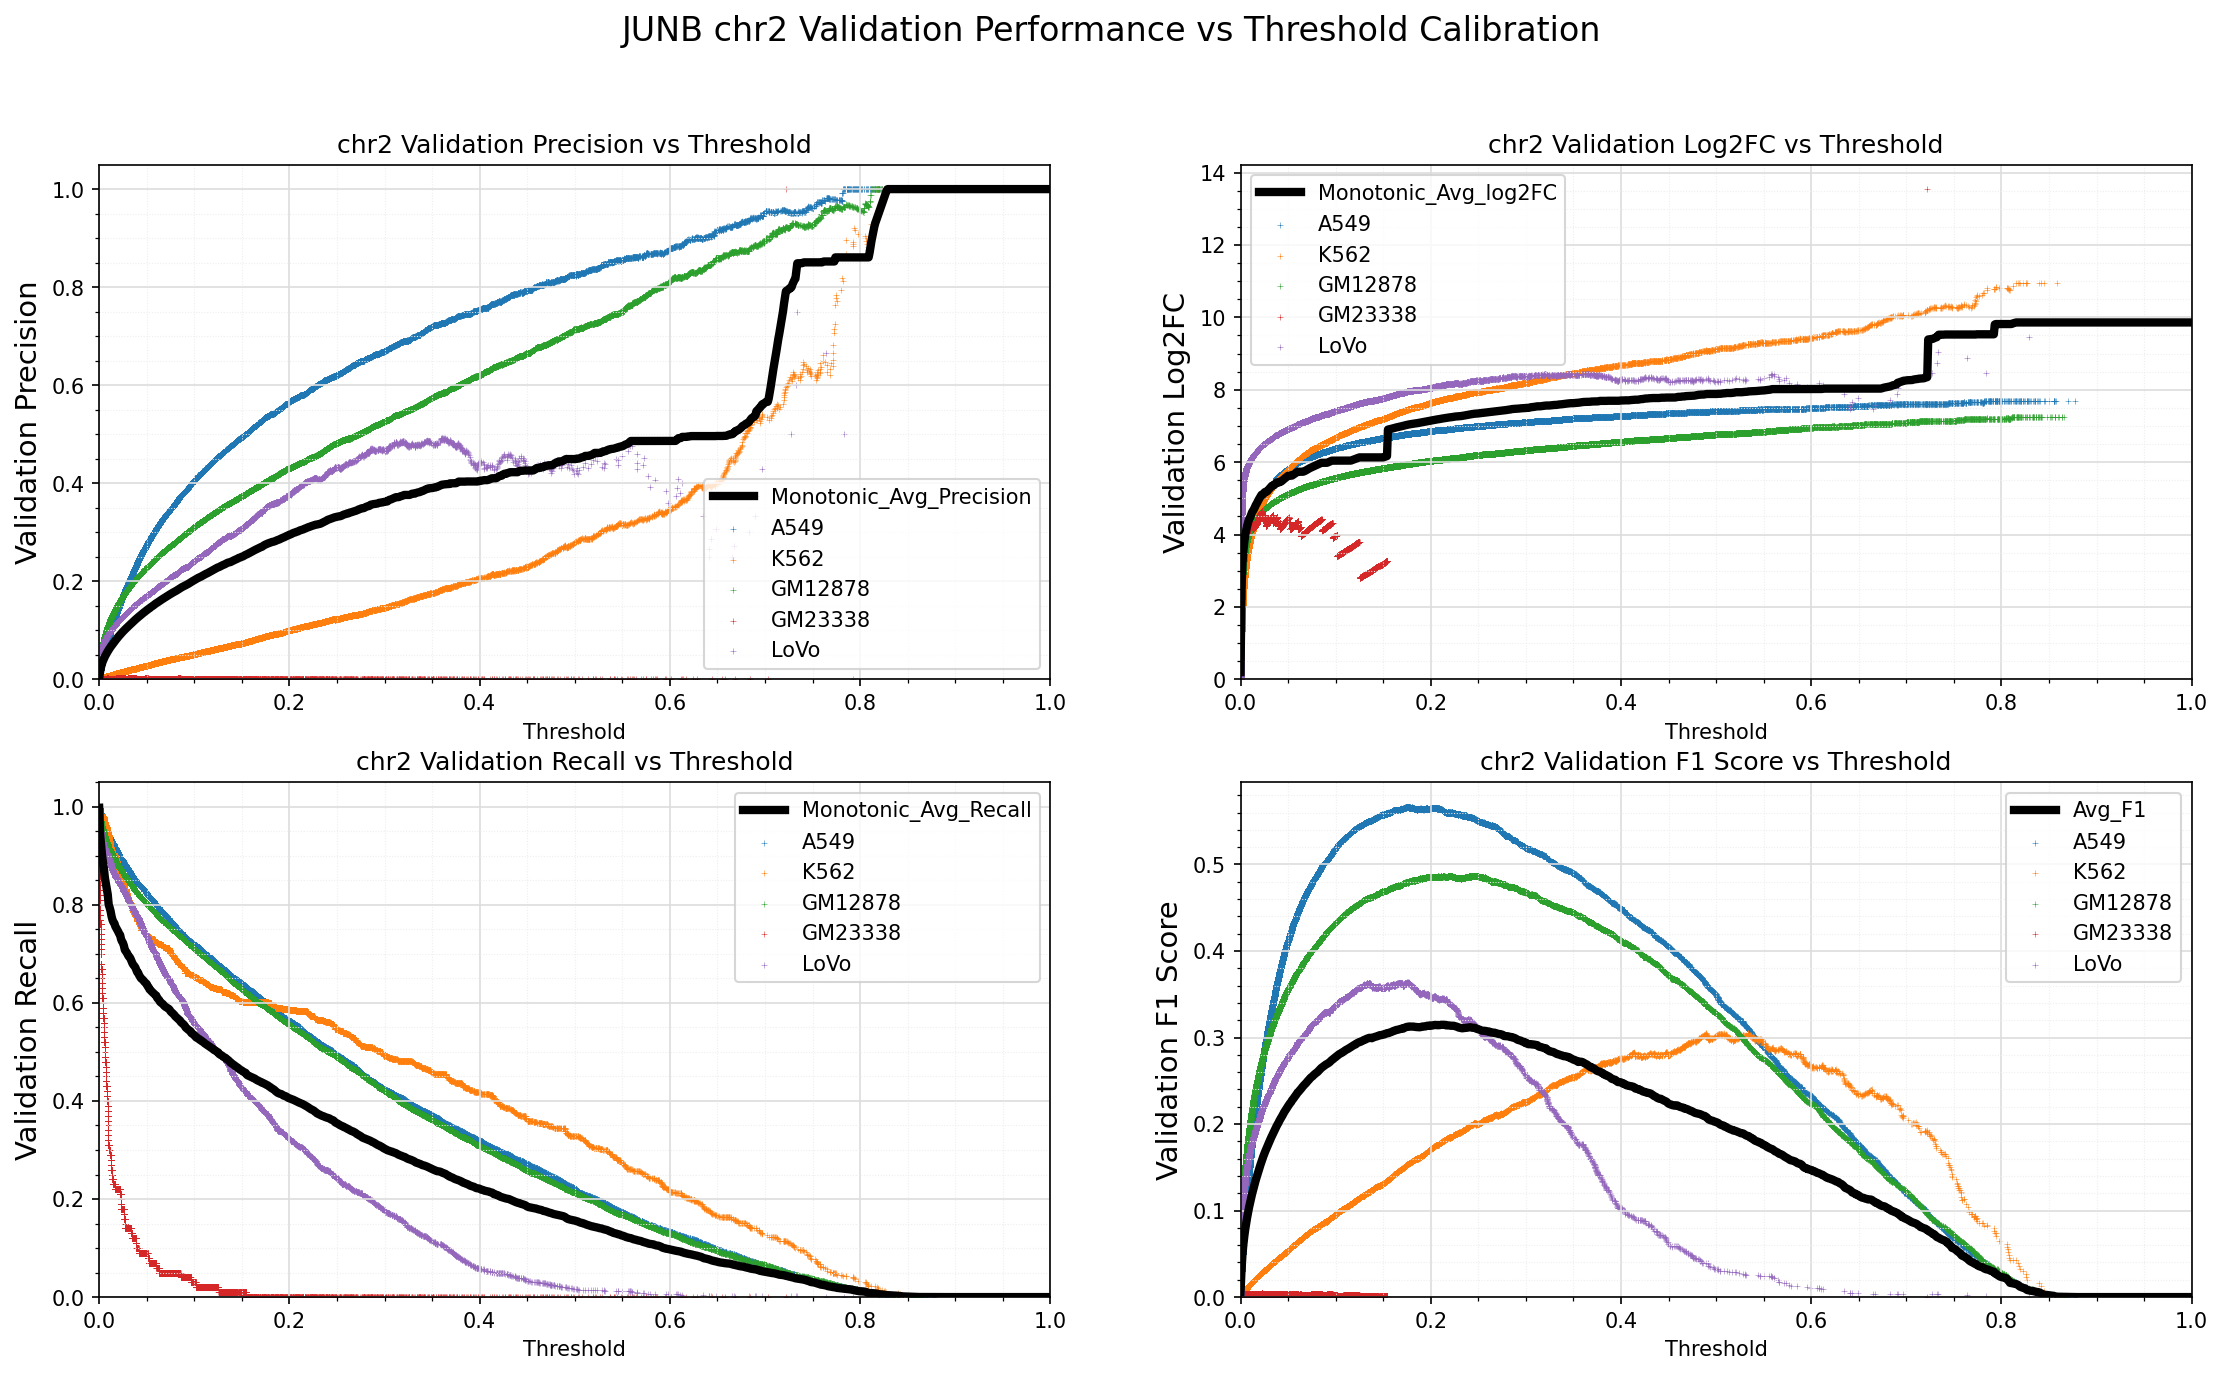 JUNB chr2 Validation Performance vs Threshold Calibration
chr2 Validation Precision vs Threshold
Validation Precision
1.0
0.8
0.6
0.4
0.2
0.0
0.0 0.2 0.4 0.6 0.8 1.0
Threshold
Monotonic_Avg_Precision
A549
K562
GM12878
GM23338
LoVo
chr2 Validation Log2FC vs Threshold
Validation Log2FC
14
12
10
8
6
4
2
0
0.0 0.2 0.4 0.6 0.8 1.0
Threshold
Monotonic_Avg_log2FC
A549
K562
GM12878
GM23338
LoVo
chr2 Validation Recall vs Threshold
Validation Recall
1.0
0.8
0.6
0.4
0.2
0.0
0.0 0.2 0.4 0.6 0.8 1.0
Threshold
Monotonic_Avg_Recall
A549
K562
GM12878
GM23338
LoVo
chr2 Validation F1 Score vs Threshold
Validation F1 Score
0.5
0.4
0.3
0.2
0.1
0.0
0.0 0.2 0.4 0.6 0.8 1.0
Threshold
Avg_F1
A549
K562
GM12878
GM23338
LoVo